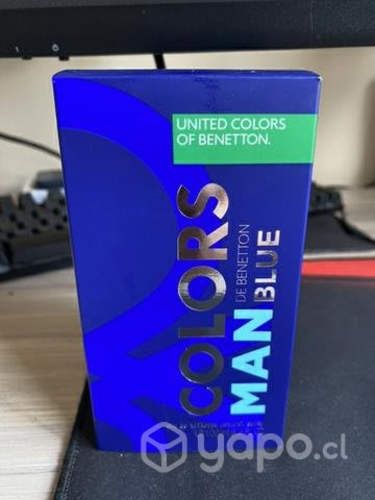 UNITED COLORS
OF BENETTON.
COLORS
DE BENETTON
MAN BLUE
yapo.cl